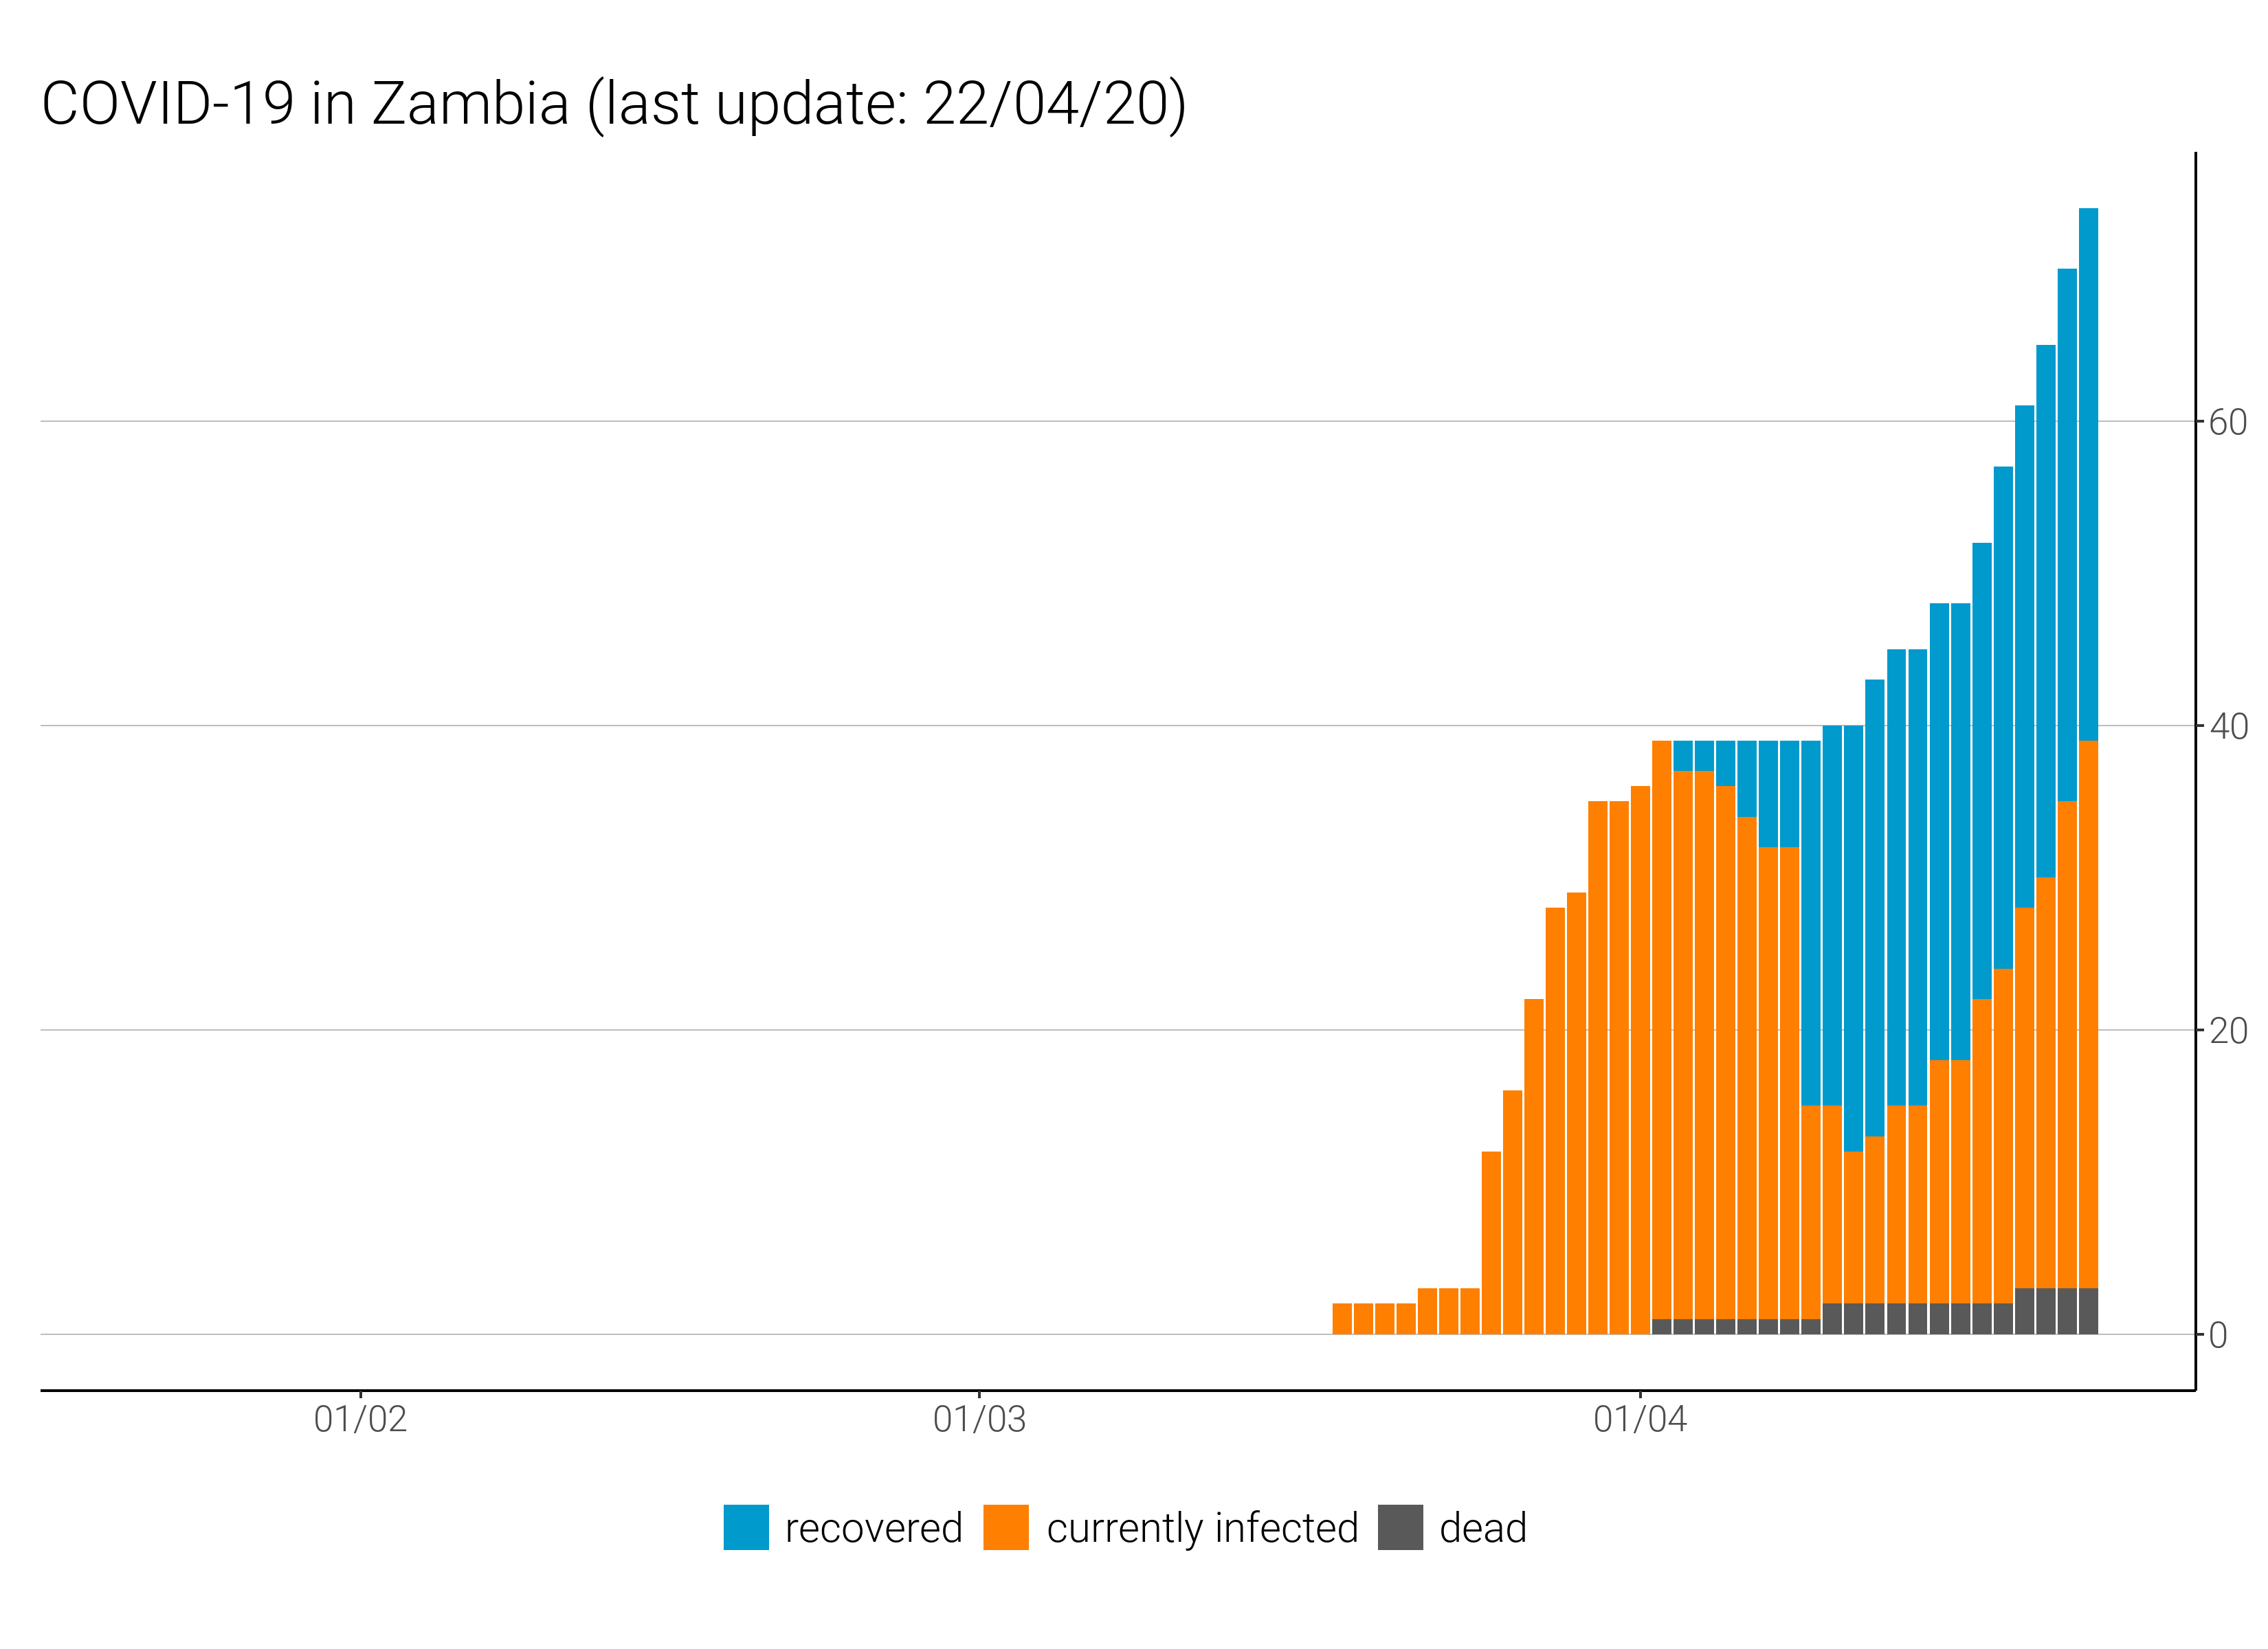 COVID-19 in Zambia (last update: 22/04/20)
60
40
20
0
01/02 01/03 01/04
recovered currently infected dead